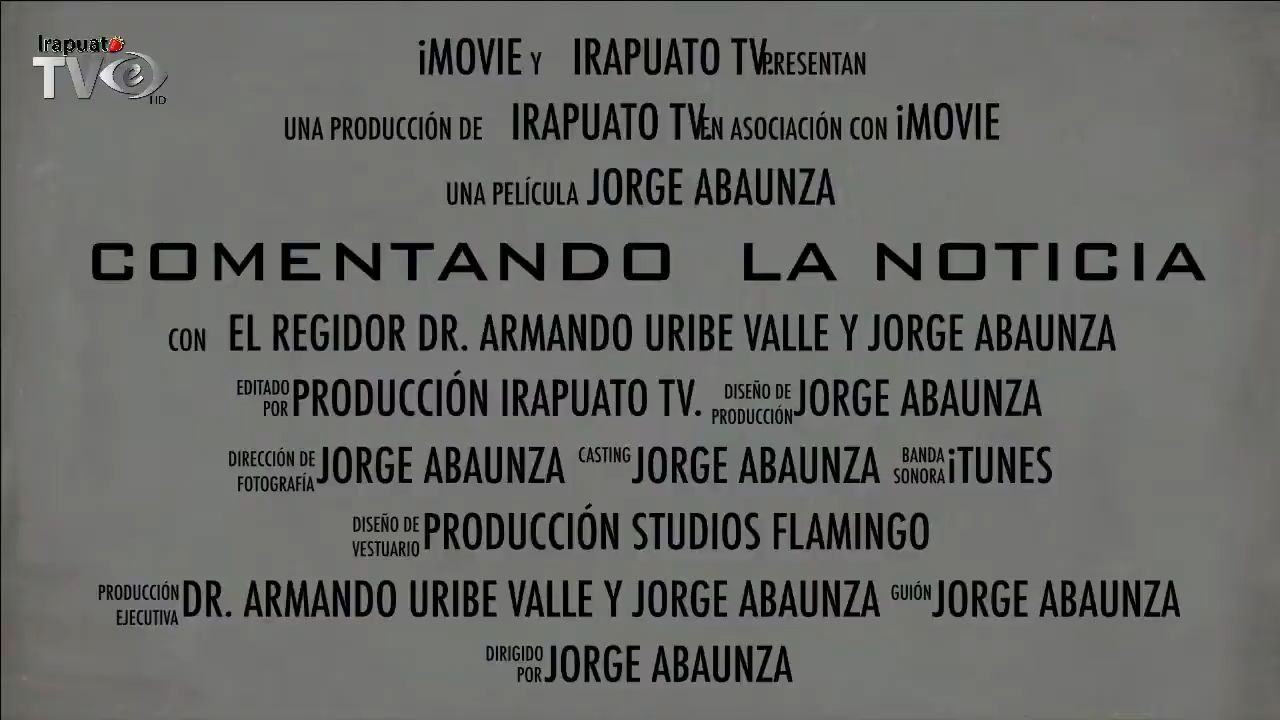 Irapuato
TVe
HD
iMOVIE Y IRAPUATO TV. PRESENTAN
UNA PRODUCCIÓN DE IRAPUATO TV. EN ASOCIACIÓN CON iMOVIE
UNA PELÍCULA JORGE ABAUNZA
COMENTANDO LA NOTICIA
CON EL REGIDOR DR. ARMANDO URIBE VALLE Y JORGE ABAUNZA
EDITADO POR PRODUCCIÓN IRAPUATO TV. DISEÑO DE PRODUCCIÓN JORGE ABAUNZA
DIRECCIÓN DE FOTOGRAFÍA JORGE ABAUNZA CASTING JORGE ABAUNZA BANDA SONORA iTUNES
DISEÑO DE VESTUARIO PRODUCCIÓN STUDIOS FLAMINGO
PRODUCCIÓN EJECUTIVA DR. ARMANDO URIBE VALLE Y JORGE ABAUNZA GUIÓN JORGE ABAUNZA
DIRIGIDO POR JORGE ABAUNZA